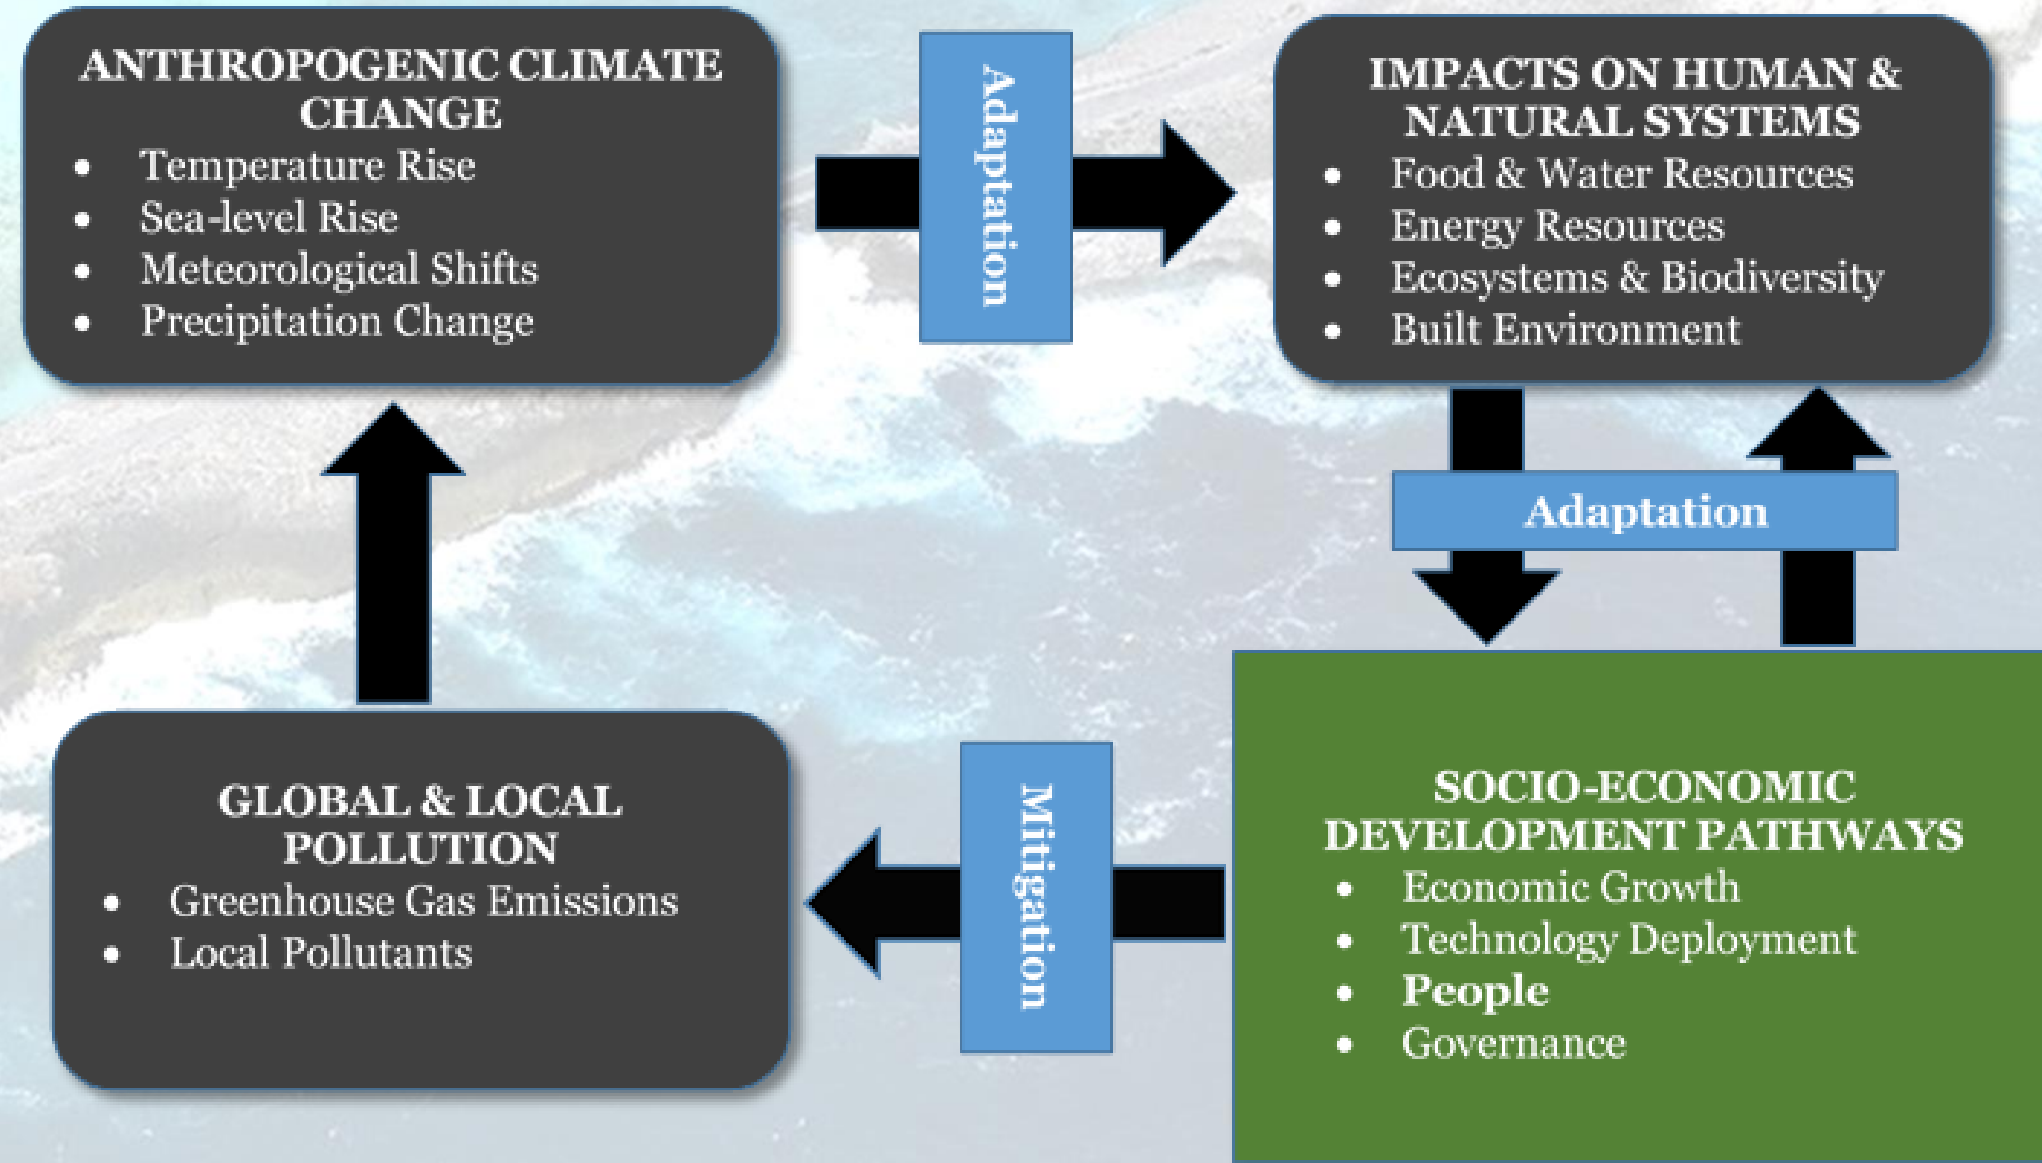 ANTHROPOGENIC CLIMATE
CHANGE
• Temperature Rise
• Sea-level Rise
• Meteorological Shifts
• Precipitation Change
Adaptation
IMPACTS ON HUMAN &
NATURAL SYSTEMS
• Food & Water Resources
• Energy Resources
• Ecosystems & Biodiversity
• Built Environment
Adaptation
GLOBAL & LOCAL
POLLUTION
• Greenhouse Gas Emissions
• Local Pollutants
Mitigation
SOCIO-ECONOMIC
DEVELOPMENT PATHWAYS
• Economic Growth
• Technology Deployment
• People
• Governance